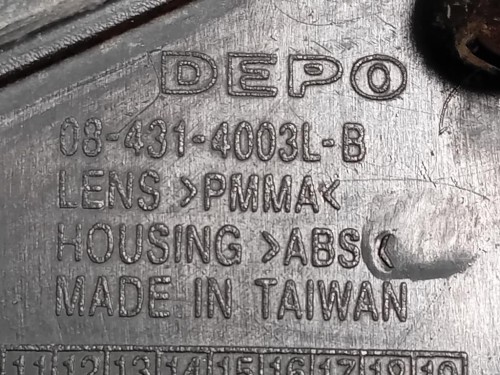 DEPO
08-431-4003L-B
LENS >PMMA<
HOUSING >ABS<
MADE IN TAIWAN
11 12 13 14 15 16 17 18 19